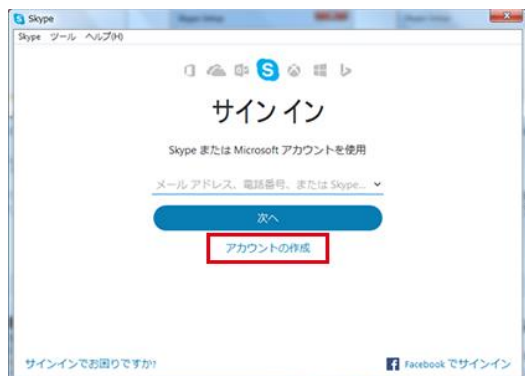 Skype
Skype ツール ヘルプ(H)
サイン イン
Skype または Microsoft アカウントを使用
メール アドレス、電話番号、または Skype...
次へ
アカウントの作成
サインインでお困りですか?
Facebook でサインイン